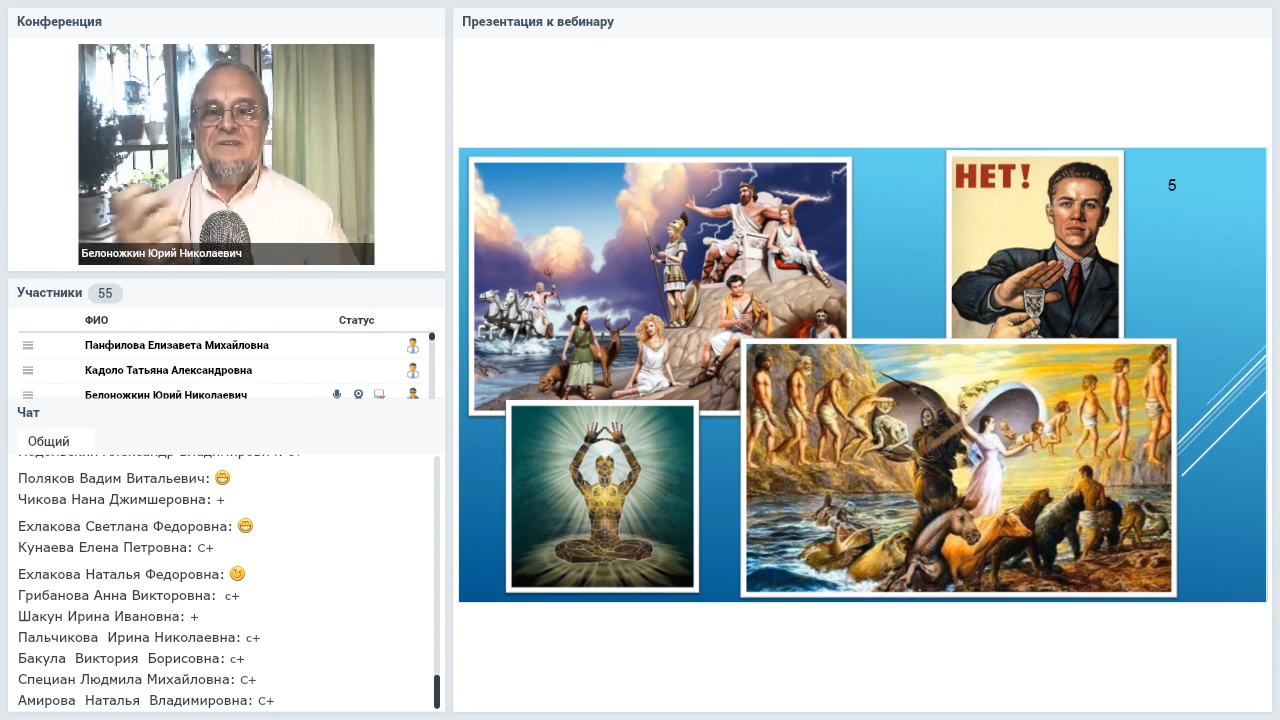 Конференция
Белоножкин Юрий Николаевич
Участники 55
ФИО Статус
Панфилова Елизавета Михайловна
Кадоло Татьяна Александровна
Белоножкин Юрий Николаевич
Чат
Общий
Поляков Вадим Витальевич:
Чикова Нана Джимшеровна: +
Ехлакова Светлана Федоровна:
Кунаева Елена Петровна: С+
Ехлакова Наталья Федоровна:
Грибанова Анна Викторовна: с+
Шакун Ирина Ивановна: +
Пальчикова Ирина Николаевна: с+
Бакула Виктория Борисовна: с+
Специан Людмила Михайловна: С+
Амирова Наталья Владимировна: С+
Презентация к вебинару
НЕТ!
5